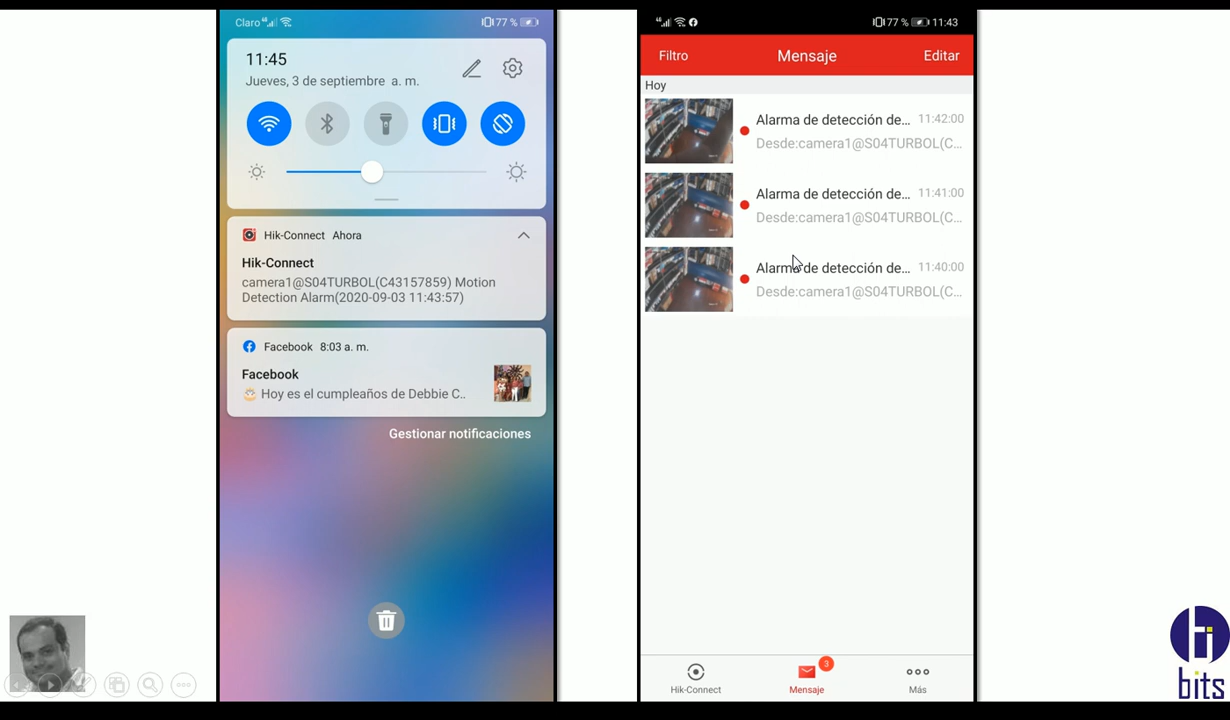 Claro 77 %
11:45
Jueves, 3 de septiembre a. m.
Hik-Connect Ahora
Hik-Connect
camera1@S04TURBOL(C43157859) Motion
Detection Alarm(2020-09-03 11:43:57)
Facebook 8:03 a. m.
Facebook
Hoy es el cumpleaños de Debbie C..
Gestionar notificaciones
77 % 11:43
Filtro Mensaje Editar
Hoy
Alarma de detección de... 11:42:00
Desde:camera1@S04TURBOL(C...
Alarma de detección de... 11:41:00
Desde:camera1@S04TURBOL(C...
Alarma de detección de... 11:40:00
Desde:camera1@S04TURBOL(C...
3
Hik-Connect Mensaje Más
bits